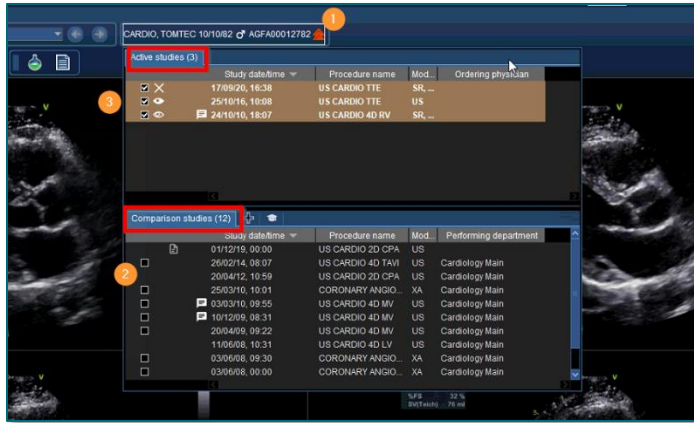 1
CARDIO, TOMTEC 10/10/82 ♂ AGFA00012782
Active studies (3)
Study date/time Procedure name Mod... Ordering physician
3
17/09/20, 16:38 US CARDIO TTE SR, ...
25/10/16, 10:08 US CARDIO TTE US
24/10/10, 18:07 US CARDIO 4D RV SR, ...
Comparison studies (12)
Study date/time Procedure name Mod... Performing department
01/12/19, 00:00 US CARDIO 2D CPA US
26/02/14, 08:07 US CARDIO 4D TAVI US Cardiology Main
2
20/04/12, 10:59 US CARDIO 2D CPA US Cardiology Main
25/03/10, 10:01 CORONARY ANGIO... XA Cardiology Main
03/03/10, 09:55 US CARDIO 4D MV US Cardiology Main
10/12/09, 08:31 US CARDIO 4D MV US Cardiology Main
20/04/09, 09:22 US CARDIO 4D MV US Cardiology Main
11/06/08, 10:31 US CARDIO 4D LV US Cardiology Main
03/06/08, 09:30 CORONARY ANGIO... XA Cardiology Main
03/06/08, 00:00 CORONARY ANGIO... XA Cardiology Main
%FS 32 %
SV(Teich) 76 ml
V
V
V